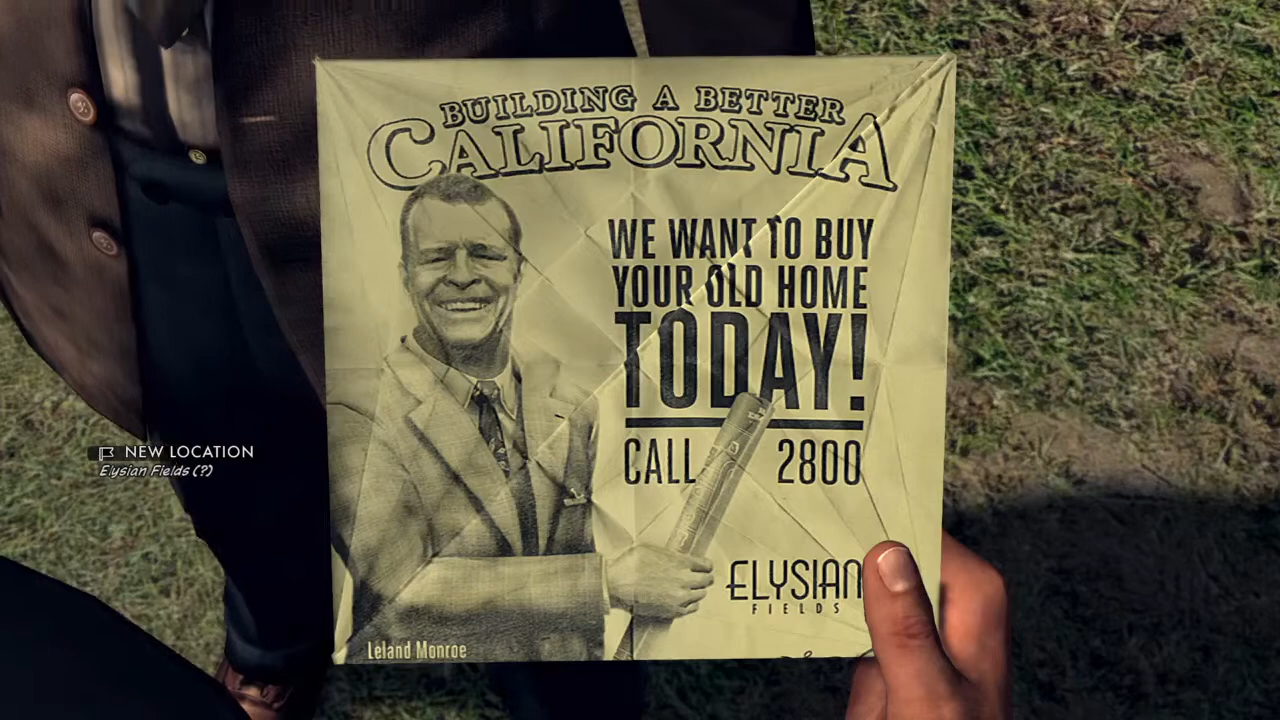 BUILDING A BETTER
CALIFORNIA
WE WANT TO BUY
YOUR OLD HOME
TODAY!
CALL 2800
ELYSIAN
FIELDS
Leland Monroe
NEW LOCATION
Elysian Fields (?)